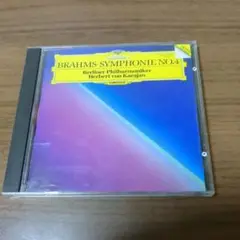 BRAHMS: SYMPHONIE NO.4
Berliner Philharmoniker
Herbert von Karajan